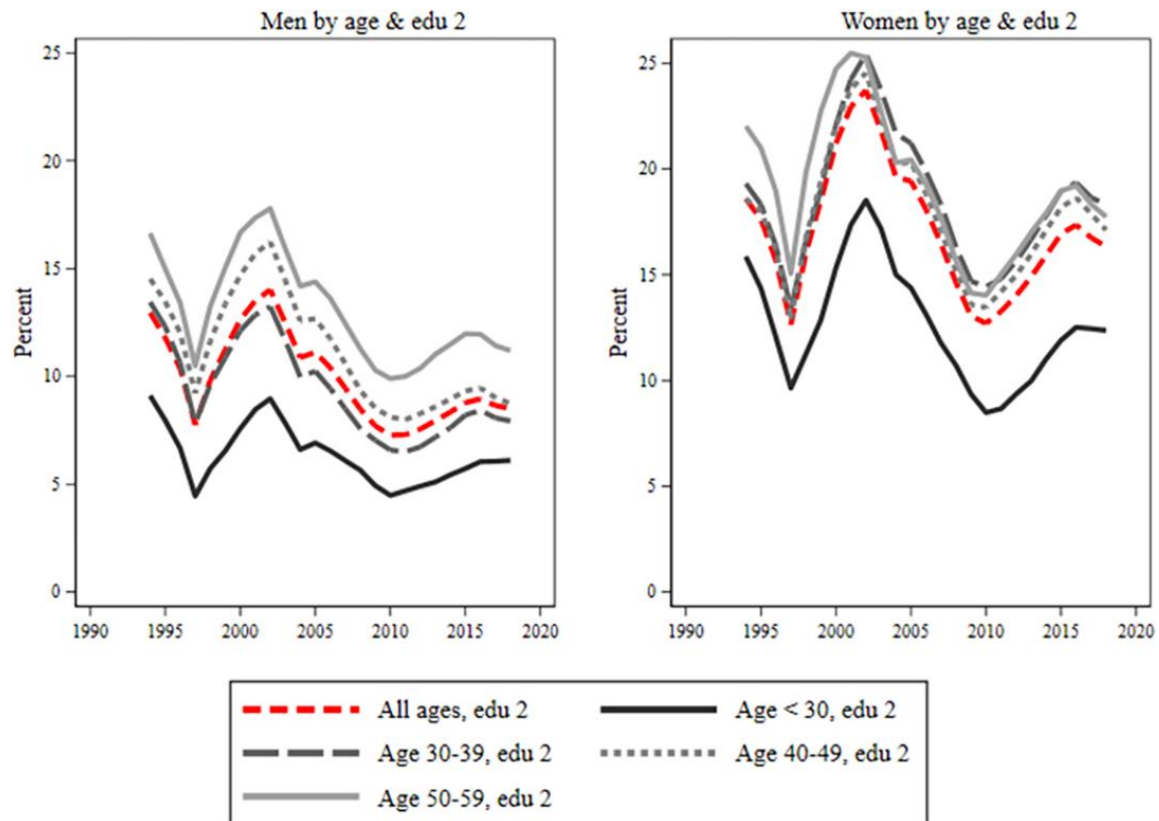 Men by age & edu 2
Women by age & edu 2
25
20
15
10
5
0
Percent
1990 1995 2000 2005 2010 2015 2020
25
20
15
10
5
0
Percent
1990 1995 2000 2005 2010 2015 2020
All ages, edu 2
Age < 30, edu 2
Age 30-39, edu 2
Age 40-49, edu 2
Age 50-59, edu 2